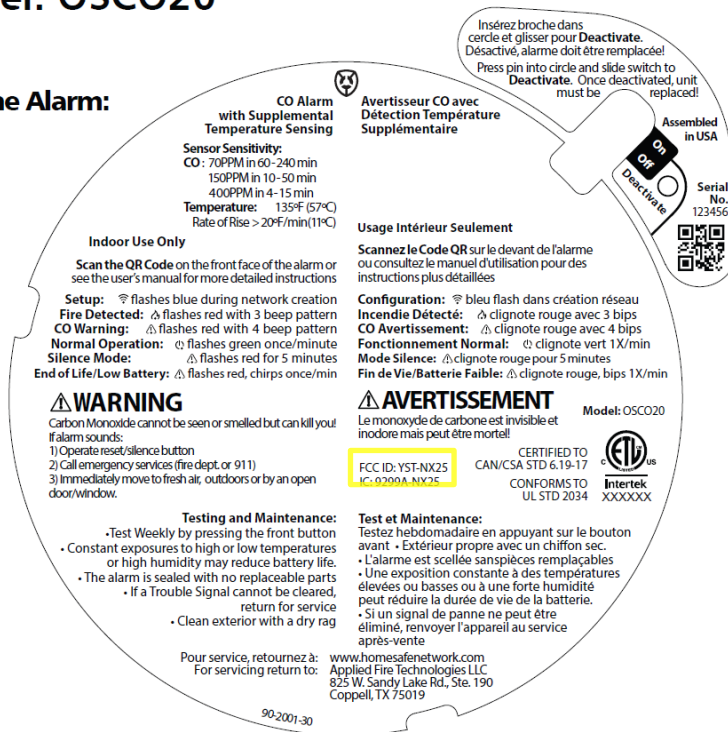 el: OSCO20
ne Alarm:
Insérez broche dans
cercle et glisser pour Deactivate.
Désactivé, alarme doit être remplacée!
Press pin into circle and slide switch to
Deactivate. Once deactivated, unit
must be replaced!
Assembled
in USA
On
Off
Deactivate
Serial
No.
123456
CO Alarm
with Supplemental
Temperature Sensing
Avertisseur CO avec
Détection Température
Supplémentaire
Sensor Sensitivity:
CO : 70PPM in 60-240 min
150PPM in 10-50 min
400PPM in 4-15 min
Temperature: 135ºF (57ºC)
Rate of Rise > 20ºF/min(11ºC)
Indoor Use Only
Scan the QR Code on the front face of the alarm or
see the user's manual for more detailed instructions
Setup: flashes blue during network creation
Fire Detected: flashes red with 3 beep pattern
CO Warning: flashes red with 4 beep pattern
Normal Operation: flashes green once/minute
Silence Mode: flashes red for 5 minutes
End of Life/Low Battery: flashes red, chirps once/min
Usage Intérieur Seulement
Scannez le Code QR sur le devant de l'alarme
ou consultez le manuel d'utilisation pour des
instructions plus détaillées
Configuration: bleu flash dans création réseau
Incendie Détecté: clignote rouge avec 3 bips
CO Avertissement: clignote rouge avec 4 bips
Fonctionnement Normal: clignote vert 1X/min
Mode Silence: clignote rouge pour 5 minutes
Fin de Vie/Batterie Faible: clignote rouge, bips 1X/min
⚠WARNING
Carbon Monoxide cannot be seen or smelled but can kill you!
If alarm sounds:
1) Operate reset/silence button
2) Call emergency services (fire dept. or 911)
3) Immediately move to fresh air, outdoors or by an open
door/window.
⚠AVERTISSEMENT
Le monoxyde de carbone est invisible et
inodore mais peut être mortel!
Model: OSCO20
FCC ID: YST-NX25
IC: 9299A-NX25
CERTIFIED TO
CAN/CSA STD 6.19-17
CONFORMS TO
UL STD 2034
C ETL US
Intertek
XXXXXX
Testing and Maintenance:
•Test Weekly by pressing the front button
• Constant exposures to high or low temperatures
or high humidity may reduce battery life.
• The alarm is sealed with no replaceable parts
• If a Trouble Signal cannot be cleared,
return for service
• Clean exterior with a dry rag
Test et Maintenance:
Testez hebdomadaire en appuyant sur le bouton
avant • Extérieur propre avec un chiffon sec.
• L'alarme est scellée sanspièces remplaçables
• Une exposition constante à des températures
élevées ou basses ou à une forte humidité
peut réduire la durée de vie de la batterie.
• Si un signal de panne ne peut être
éliminé, renvoyer l'appareil au service
après-vente
Pour service, retournez à: www.homesafenetwork.com
For servicing return to: Applied Fire Technologies LLC
825 W. Sandy Lake Rd., Ste. 190
Coppell, TX 75019
90-2001-30